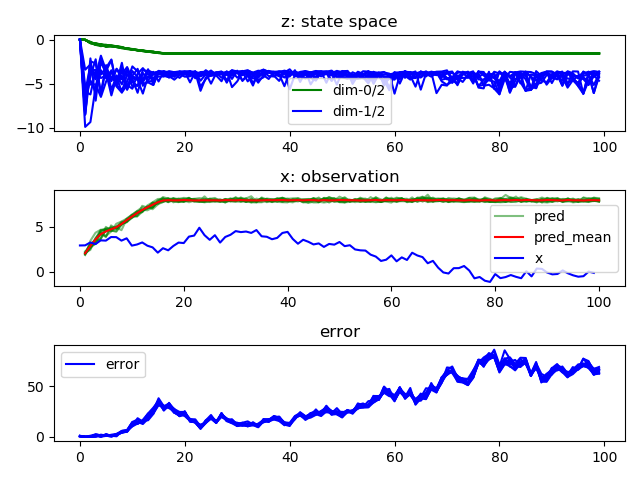 z: state space
0
−5
−10
dim-0/2
dim-1/2
0 20 40 60 80 100
x: observation
5
0
pred
pred_mean
x
0 20 40 60 80 100
error
50
0
error
0 20 40 60 80 100